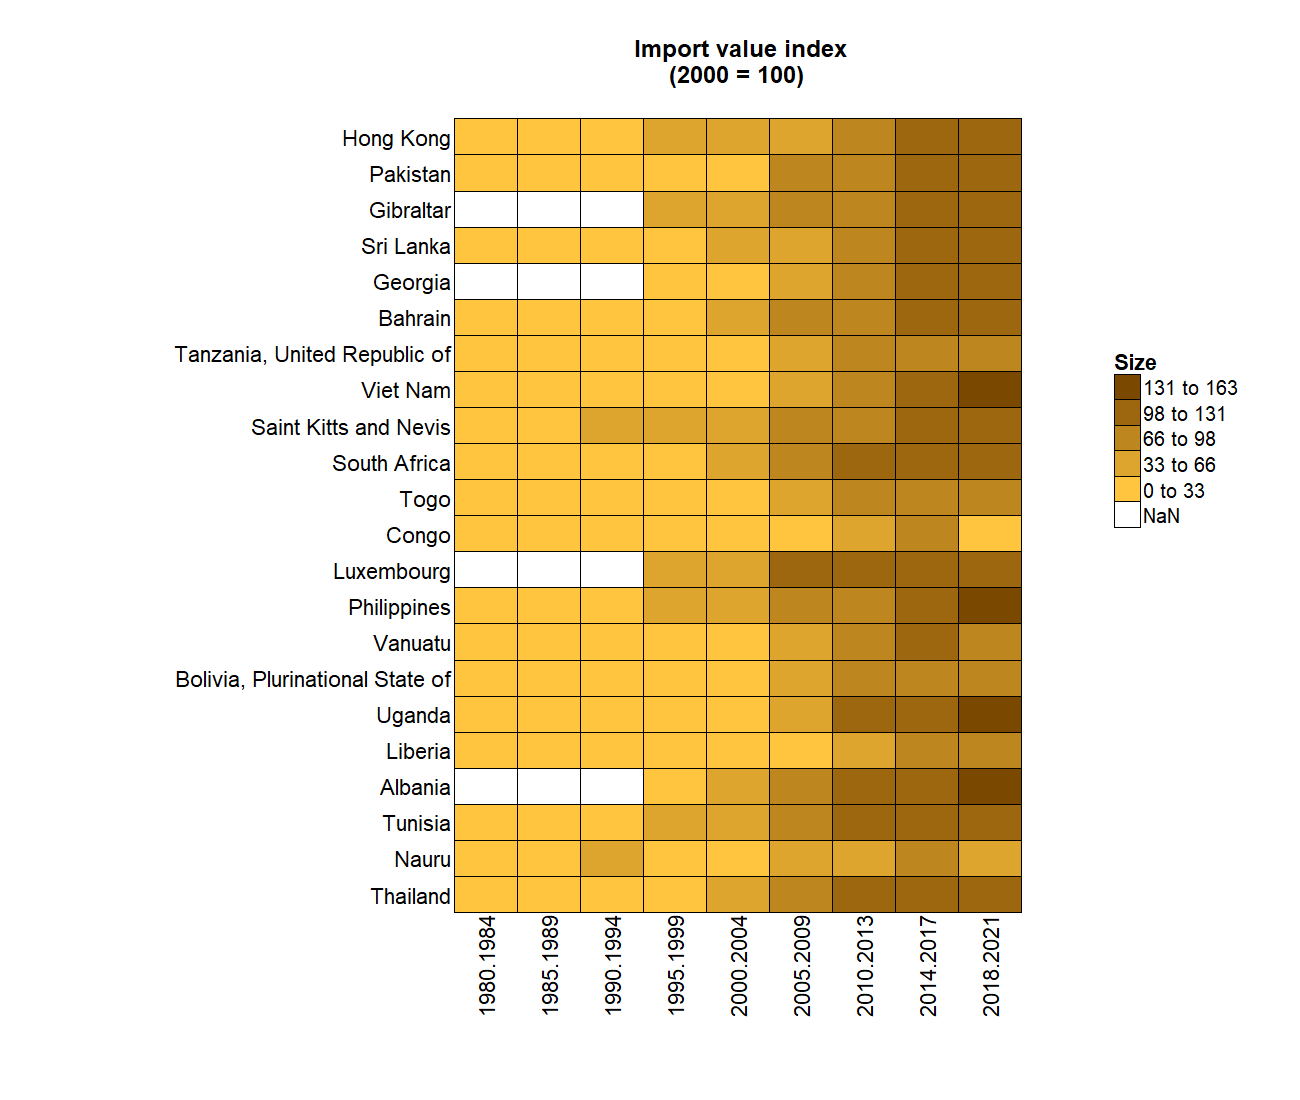 Import value index
(2000 = 100)
Hong Kong
Pakistan
Gibraltar
Sri Lanka
Georgia
Bahrain
Tanzania, United Republic of
Viet Nam
Saint Kitts and Nevis
South Africa
Togo
Congo
Luxembourg
Philippines
Vanuatu
Bolivia, Plurinational State of
Uganda
Liberia
Albania
Tunisia
Nauru
Thailand
1980.1984
1985.1989
1990.1994
1995.1999
2000.2004
2005.2009
2010.2013
2014.2017
2018.2021
Size
131 to 163
98 to 131
66 to 98
33 to 66
0 to 33
NaN